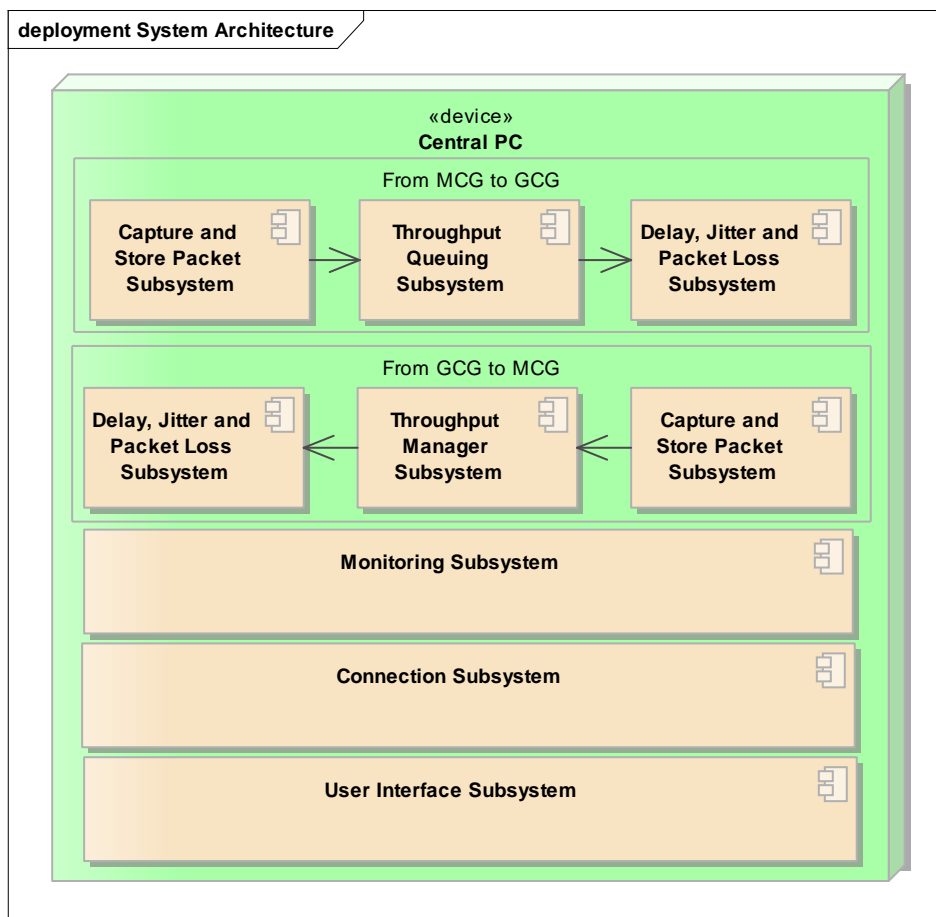 deployment System Architecture
«device»
Central PC
From MCG to GCG
Capture and
Store Packet
Subsystem
Throughput
Queuing
Subsystem
Delay, Jitter and
Packet Loss
Subsystem
From GCG to MCG
Delay, Jitter and
Packet Loss
Subsystem
Throughput
Manager
Subsystem
Capture and
Store Packet
Subsystem
Monitoring Subsystem
Connection Subsystem
User Interface Subsystem